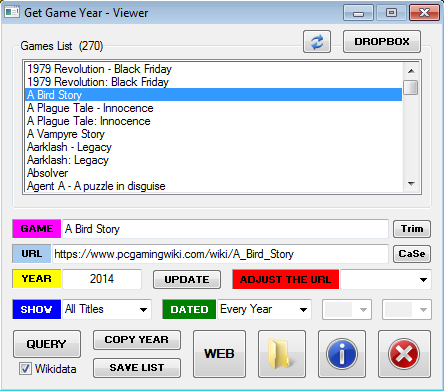 Get Game Year - Viewer
Games List (270)
DROPBOX
1979 Revolution - Black Friday
1979 Revolution: Black Friday
A Bird Story
A Plague Tale - Innocence
A Plague Tale: Innocence
A Vampyre Story
Aarklash - Legacy
Aarklash: Legacy
Absolver
Agent A - A puzzle in disguise
GAME A Bird Story Trim
URL https://www.pcgamingwiki.com/wiki/A_Bird_Story CaSe
YEAR 2014 UPDATE ADJUST THE URL
SHOW All Titles DATED Every Year
QUERY COPY YEAR WEB
Wikidata SAVE LIST